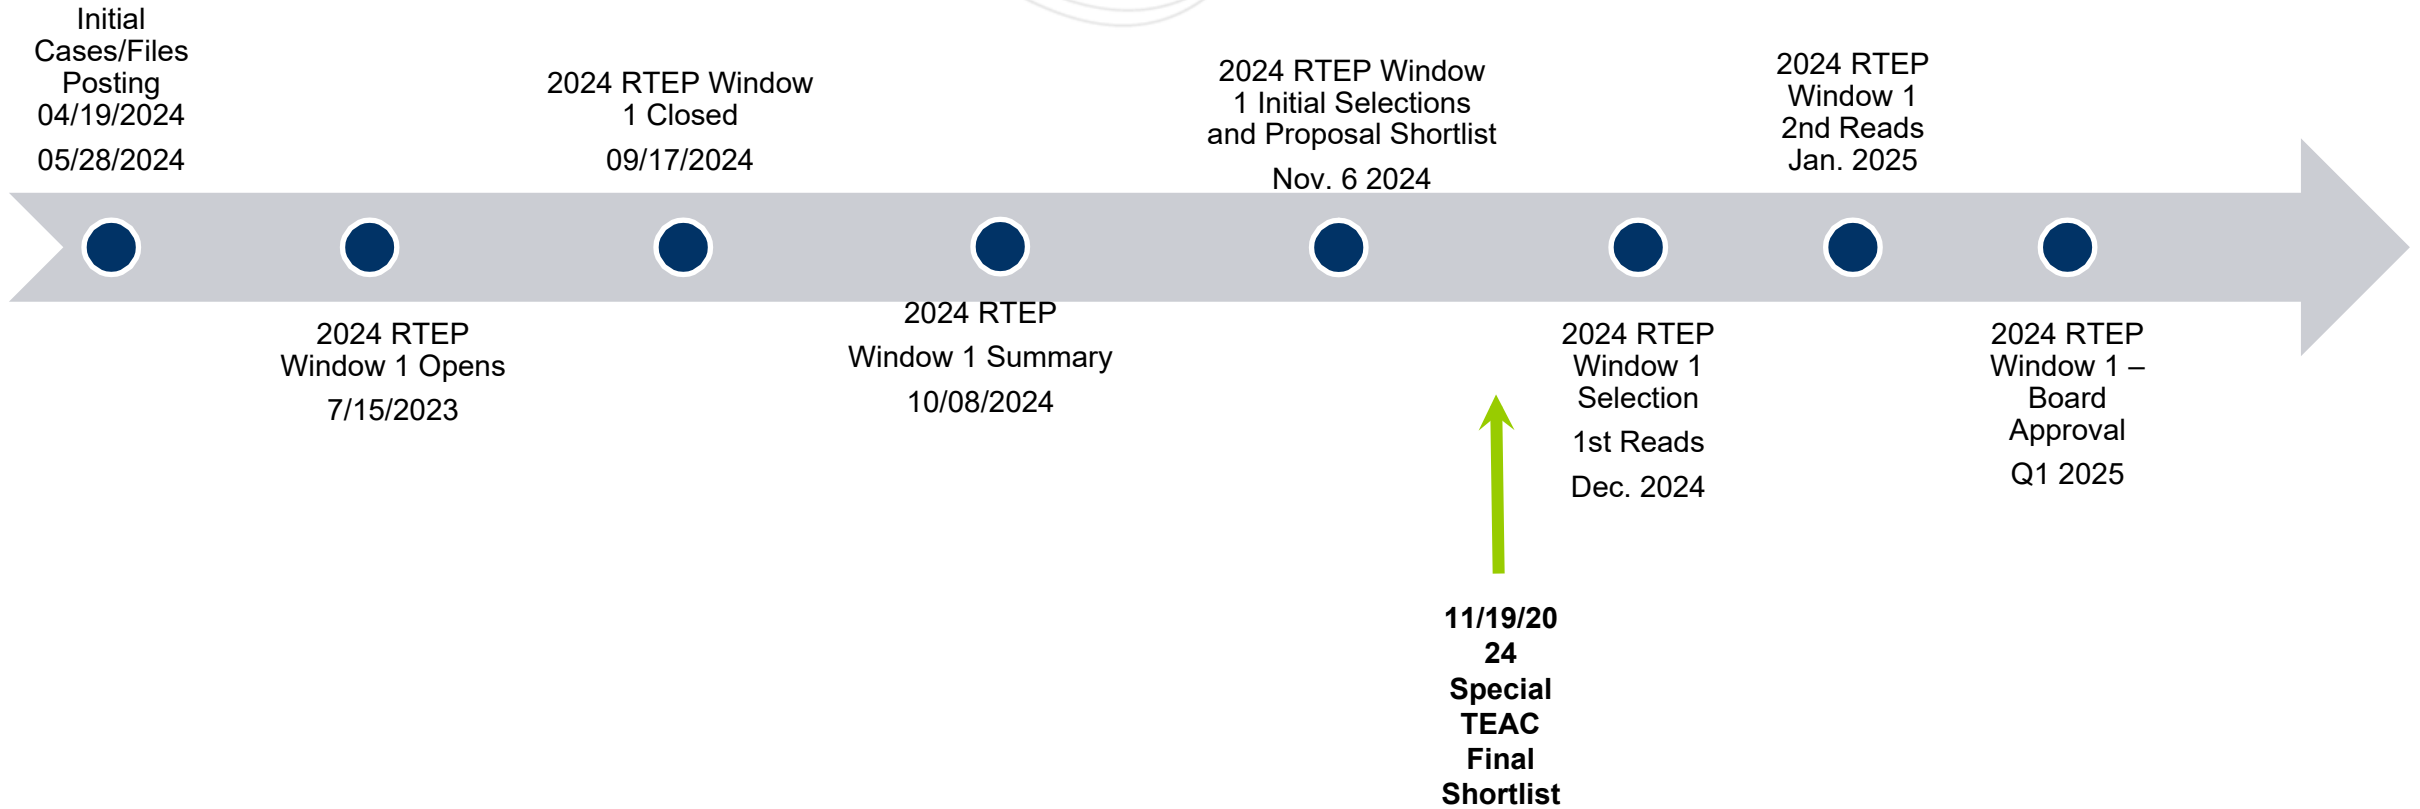 Initial
Cases/Files
Posting
04/19/2024
05/28/2024
2024 RTEP
Window 1 Opens
7/15/2023
2024 RTEP Window
1 Closed
09/17/2024
2024 RTEP
Window 1 Summary
10/08/2024
2024 RTEP Window
1 Initial Selections
and Proposal Shortlist
Nov. 6 2024
11/19/20
24
Special
TEAC
Final
Shortlist
2024 RTEP
Window 1
Selection
1st Reads
Dec. 2024
2024 RTEP
Window 1
2nd Reads
Jan. 2025
2024 RTEP
Window 1 –
Board
Approval
Q1 2025